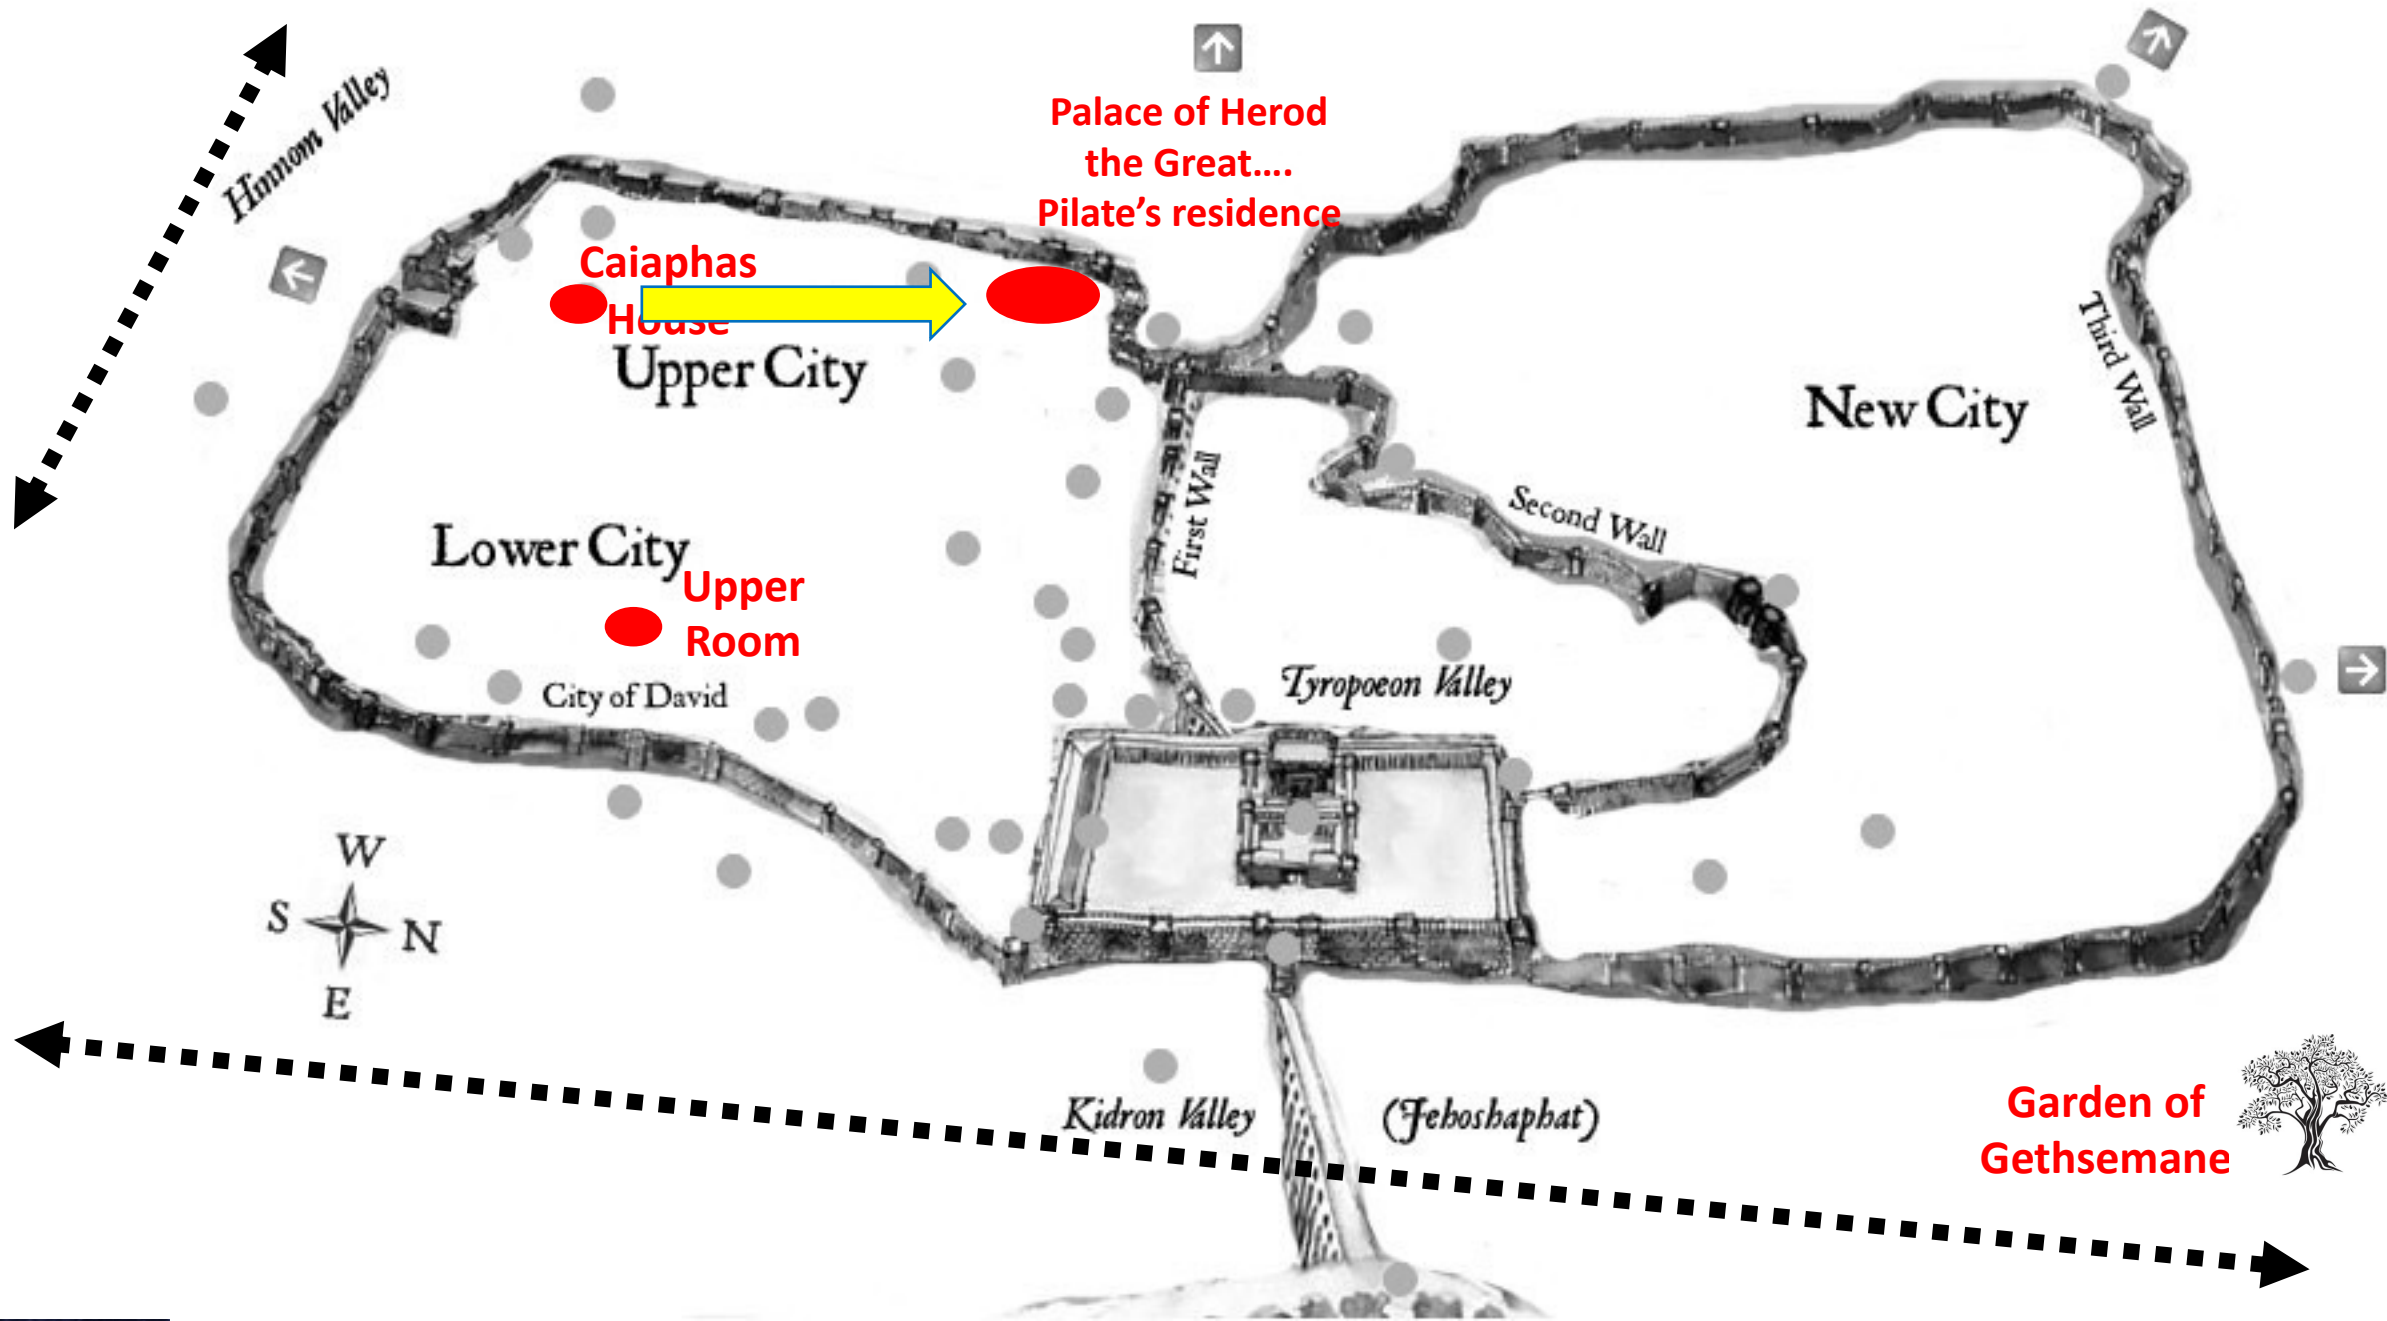 Hinnom Valley
Palace of Herod
the Great....
Pilate's residence
Caiaphas
House
Upper City
New City
Third Wall
First Wall
Second Wall
Lower City
Upper
Room
City of David
Tyropoeon Valley
W
S
N
E
Kidron Valley
(Jehoshaphat)
Garden of
Gethsemane